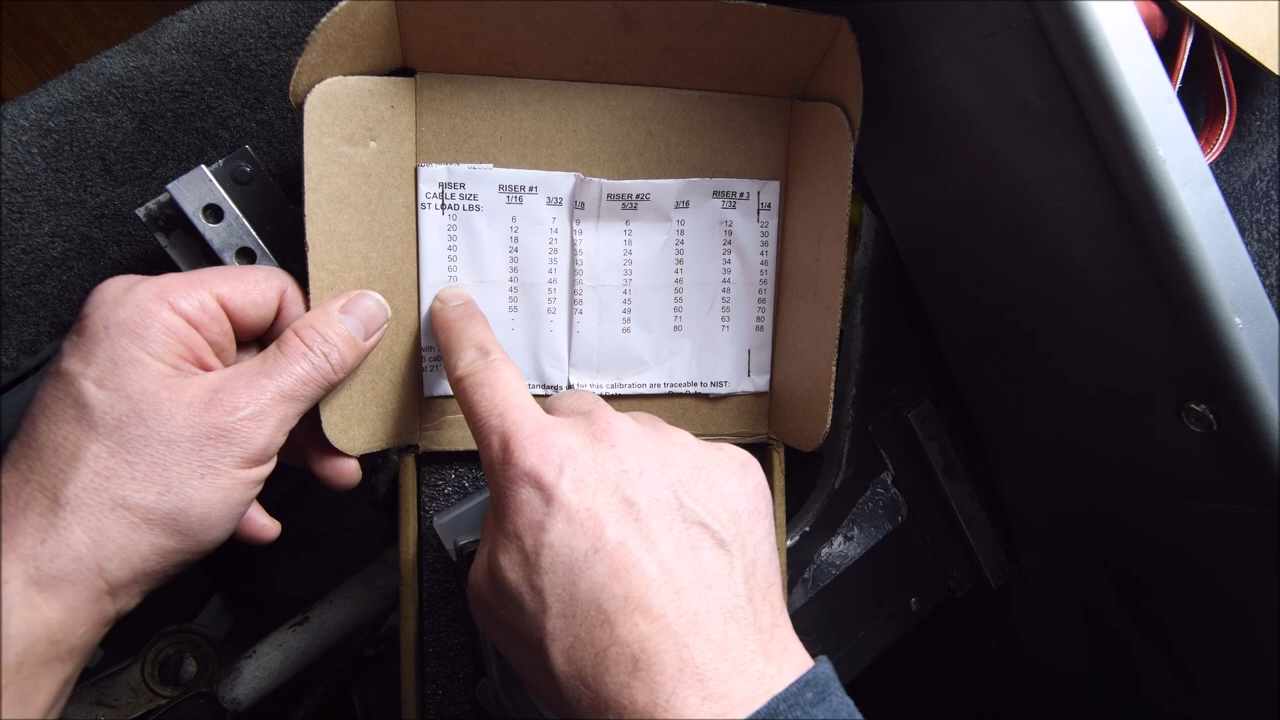 RISER RISER #1 RISER #2C RISER # 3
CABLE SIZE 1/16 3/32 1/8 5/32 3/16 7/32 1/4
ST LOAD LBS:
10 6 7 9 6 10 12 22
20 12 14 19 12 18 19 30
30 18 21 27 18 24 24 36
40 24 28 35 24 30 29 41
50 30 35 43 29 36 34 46
60 36 41 50 33 41 39 51
70 40 46 56 37 46 44 56
45 51 62 41 50 48 61
50 57 68 45 55 52 66
55 62 74 49 60 55 70
- - - 58 71 63 80
- - - 66 80 71 88
with
6 cab
at 21°
tandards for this calibration are traceable to NIST: